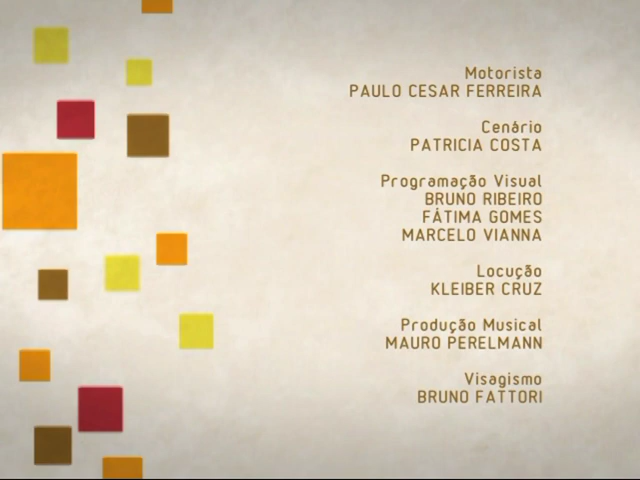 Motorista
PAULO CESAR FERREIRA
Cenário
PATRICIA COSTA
Programação Visual
BRUNO RIBEIRO
FÁTIMA GOMES
MARCELO VIANNA
Locução
KLEIBER CRUZ
Produção Musical
MAURO PERELMANN
Visagismo
BRUNO FATTORI